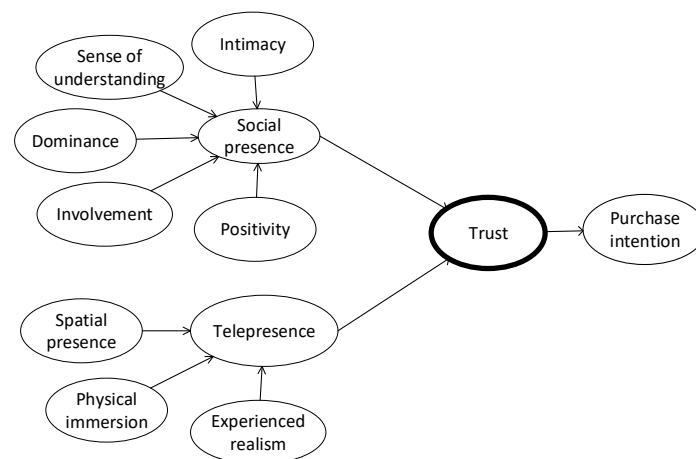 Intimacy
Sense of
understanding
Social
presence
Dominance
Involvement
Positivity
Trust
Purchase
intention
Spatial
presence
Telepresence
Physical
immersion
Experienced
realism